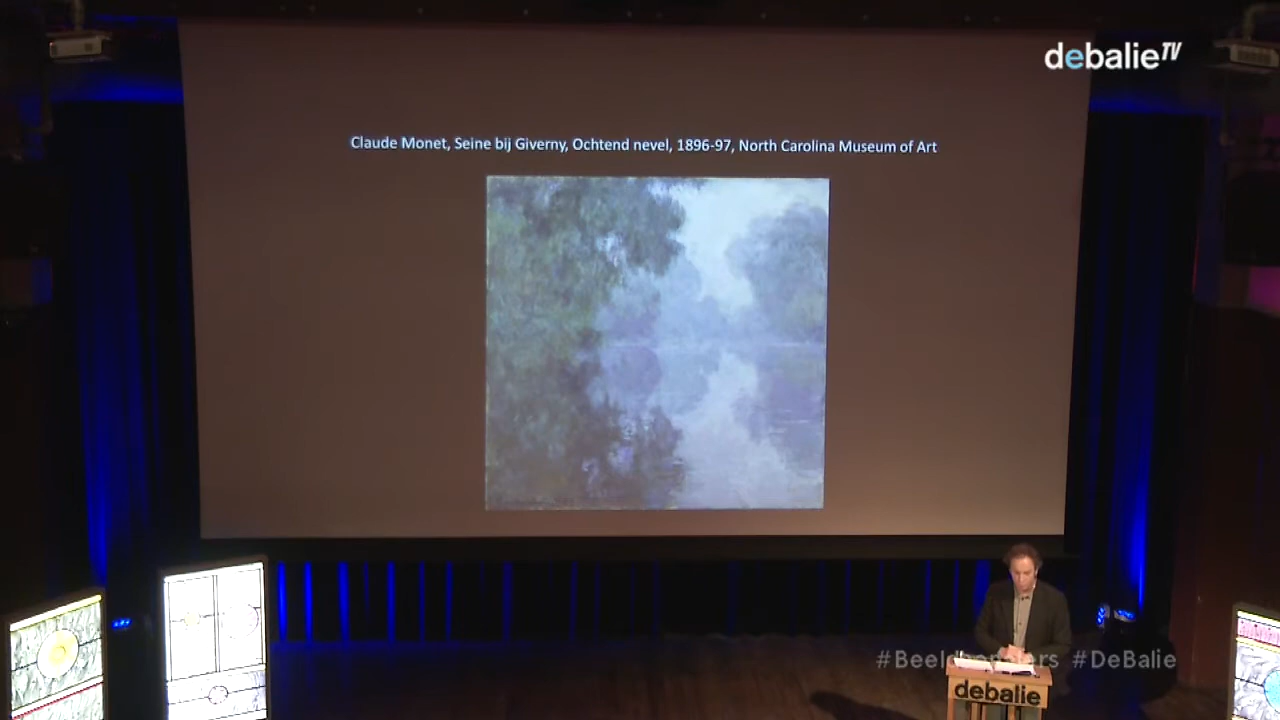 debalieTV
Claude Monet, Seine bij Giverny, Ochtend nevel, 1896-97, North Carolina Museum of Art
#DeBalie
debalie